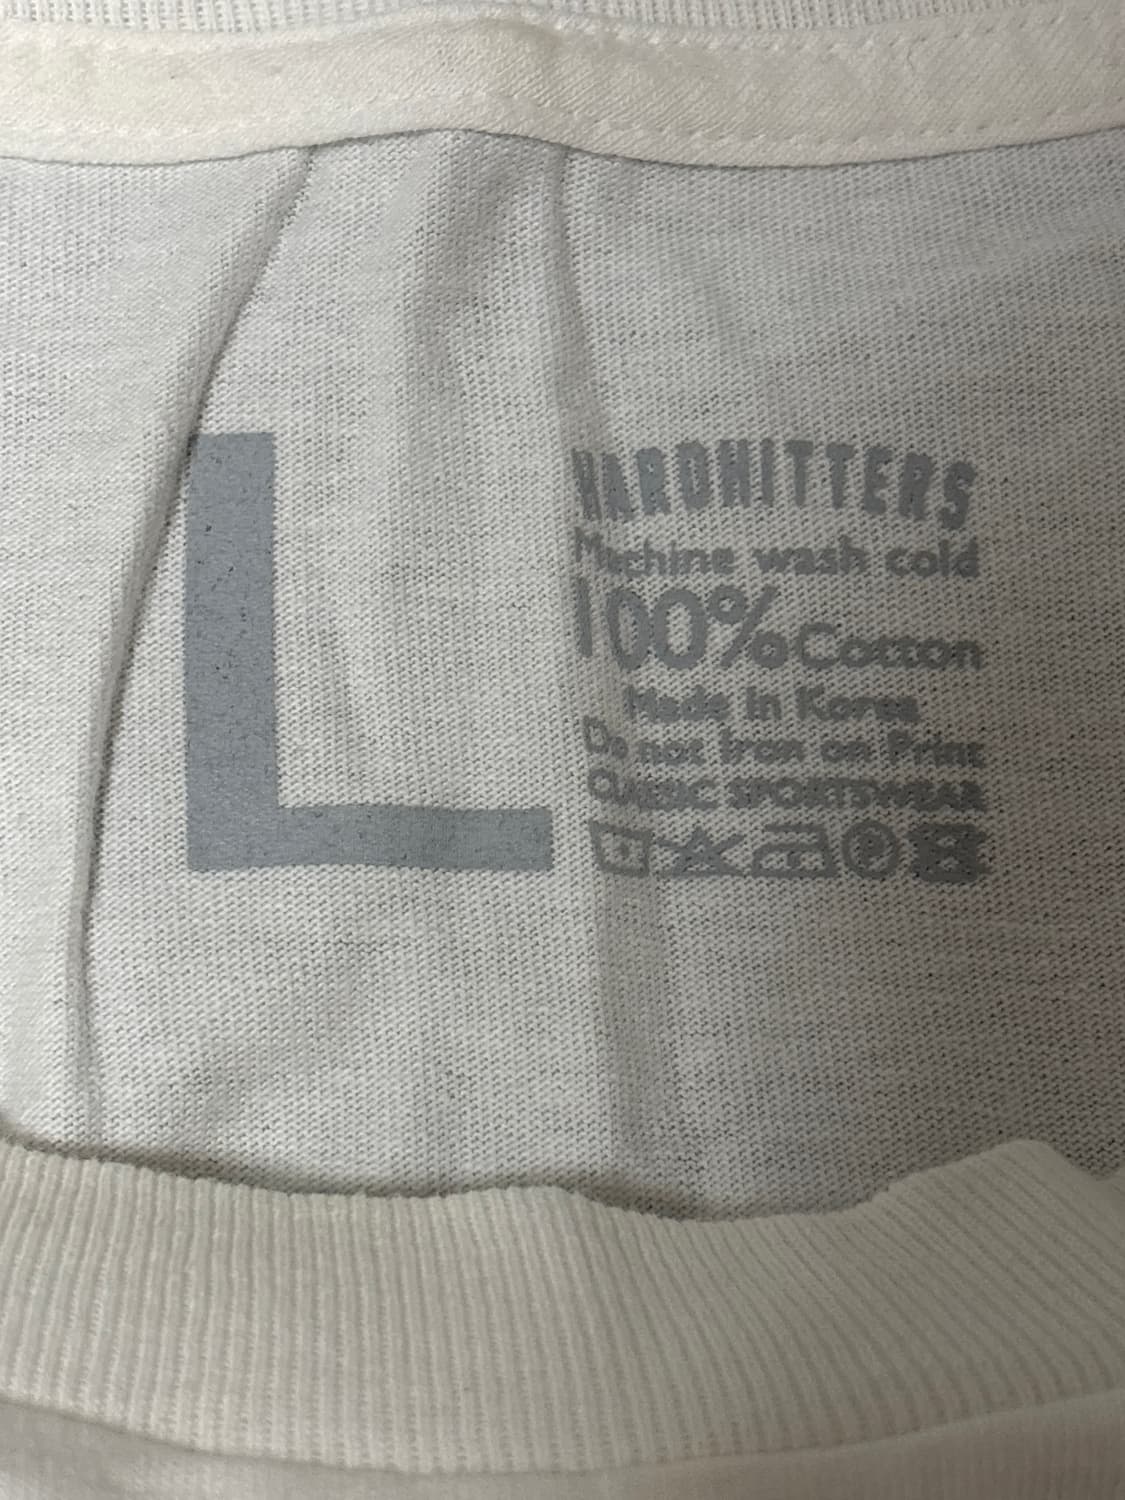 L
HARDHITTERS
Machine wash cold
100% Cotton
Made In Korea
Do not Iron on Print
CLASSIC SPORTSWEAR
P